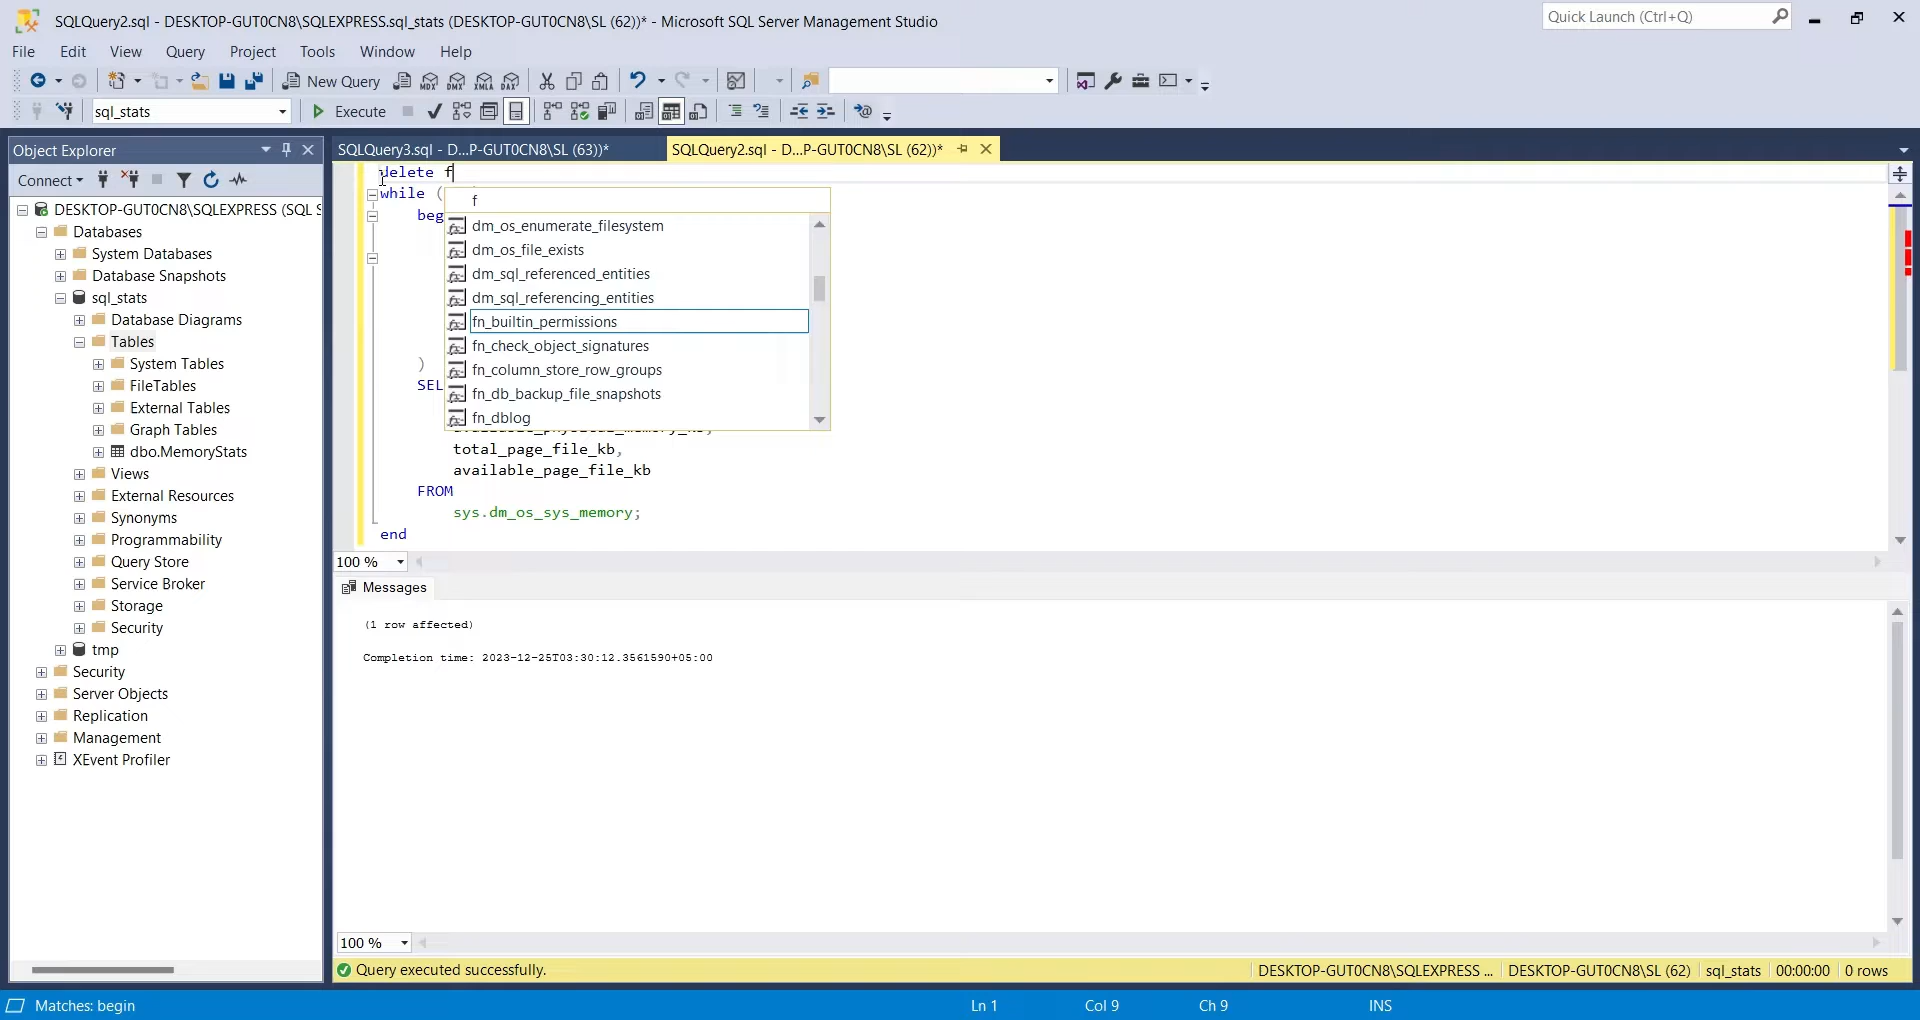 SQLQuery2.sql - DESKTOP-GUT0CN8\SQLEXPRESS.sql_stats (DESKTOP-GUT0CN8\SL (62))* - Microsoft SQL Server Management Studio
Quick Launch (Ctrl+Q)
File Edit View Query Project Tools Window Help
New Query
MDX DMX XMLA DAX
sql_stats
Execute
Object Explorer
Connect
DESKTOP-GUT0CN8\SQLEXPRESS (SQL S
Databases
System Databases
Database Snapshots
sql_stats
Database Diagrams
Tables
System Tables
FileTables
External Tables
Graph Tables
dbo.MemoryStats
Views
External Resources
Synonyms
Programmability
Query Store
Service Broker
Storage
Security
tmp
Security
Server Objects
Replication
Management
XEvent Profiler
SQLQuery3.sql - D...P-GUT0CN8\SL (63))*
SQLQuery2.sql - D...P-GUT0CN8\SL (62))*
delete f
while (
beg
f
dm_os_enumerate_filesystem
dm_os_file_exists
dm_sql_referenced_entities
dm_sql_referencing_entities
fn_builtin_permissions
fn_check_object_signatures
fn_column_store_row_groups
fn_db_backup_file_snapshots
fn_dblog
)
SEL
total_page_file_kb,
available_page_file_kb
FROM
sys.dm_os_sys_memory;
end
100 %
Messages
(1 row affected)
Completion time: 2023-12-25T03:30:12.3561590+05:00
100 %
Query executed successfully.
DESKTOP-GUT0CN8\SQLEXPRESS ...
DESKTOP-GUT0CN8\SL (62)
sql_stats
00:00:00
0 rows
Matches: begin
Ln 1
Col 9
Ch 9
INS